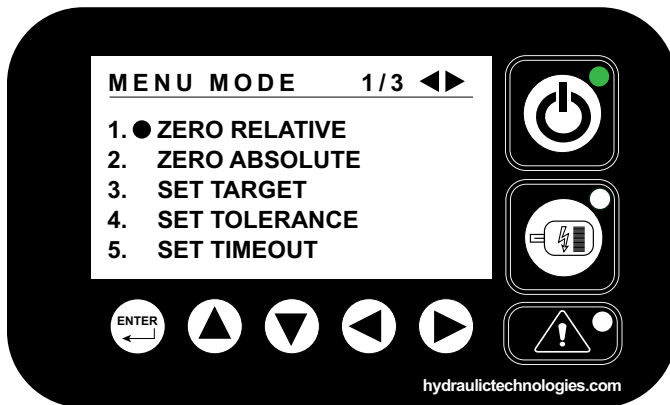 MENU MODE 1/3 ◀▶
1. ● ZERO RELATIVE
2. ZERO ABSOLUTE
3. SET TARGET
4. SET TOLERANCE
5. SET TIMEOUT
ENTER
hydraulictechnologies.com